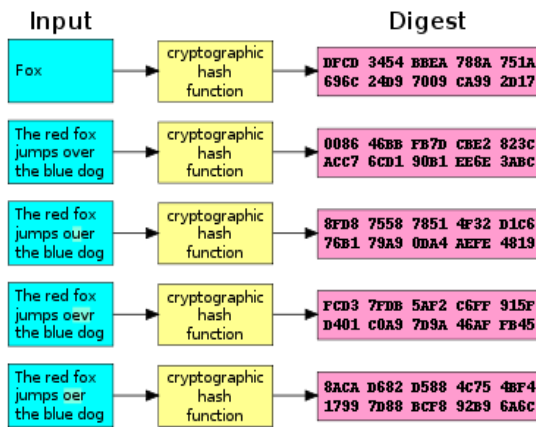 Input
Digest
Fox
cryptographic
hash
function
DFCD 3454 BBEA 788A 751A
696C 24D9 7009 CA99 2D17
The red fox
jumps over
the blue dog
cryptographic
hash
function
0086 46BB FB7D CBE2 823C
ACC7 6CD1 90B1 EE6E 3ABC
The red fox
jumps ouer
the blue dog
cryptographic
hash
function
8FD8 7558 7851 4F32 D1C6
76B1 79A9 0DA4 AEFE 4819
The red fox
jumps oevr
the blue dog
cryptographic
hash
function
FCD3 7FDB 5AF2 C6FF 915F
D401 C0A9 7D9A 46AF FB45
The red fox
jumps oer
the blue dog
cryptographic
hash
function
8ACA D682 D588 4C75 4BF4
1799 7D88 BCF8 92B9 6A6C